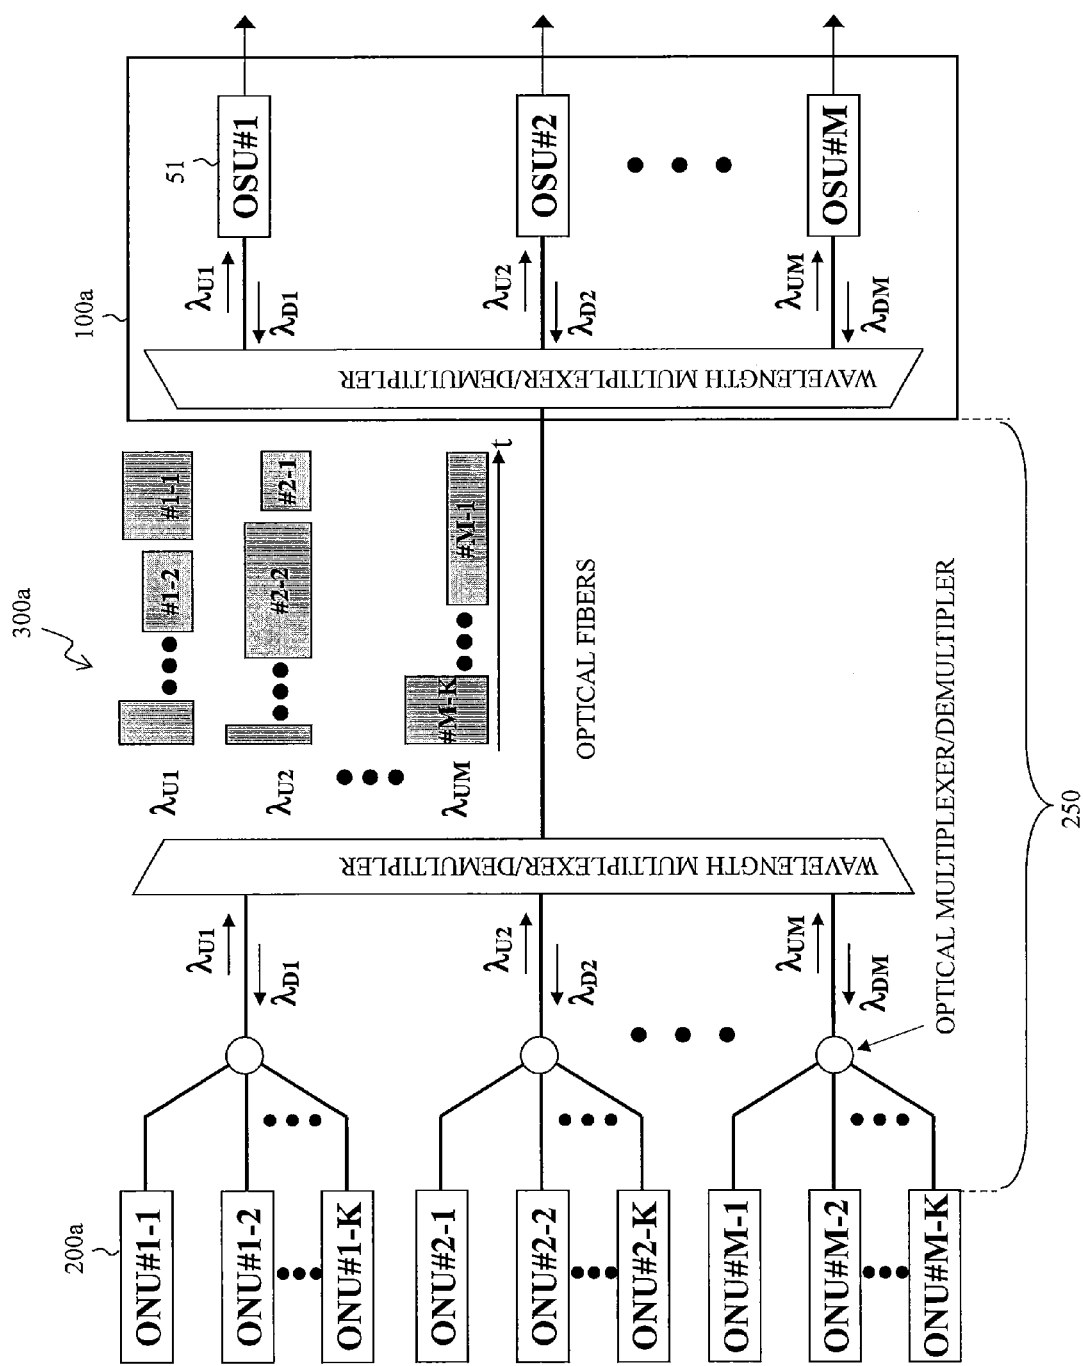 200a
ONU#1-1
ONU#1-2
ONU#1-K
ONU#2-1
ONU#2-2
ONU#2-K
ONU#M-1
ONU#M-2
ONU#M-K
λU1
λD1
λU2
λD2
λUM
λDM
OPTICAL MULTIPLEXER/DEMULTIPLER
WAVELENGTH MULTIPLEXER/DEMULTIPLER
250
300a
λU1
#1-2
#1-1
λU2
#2-2
#2-1
λUM
#M-K
#M-1
t
OPTICAL FIBERS
100a
WAVELENGTH MULTIPLEXER/DEMULTIPLER
λU1
λD1
λU2
λD2
λUM
λDM
51
OSU#1
OSU#2
OSU#M